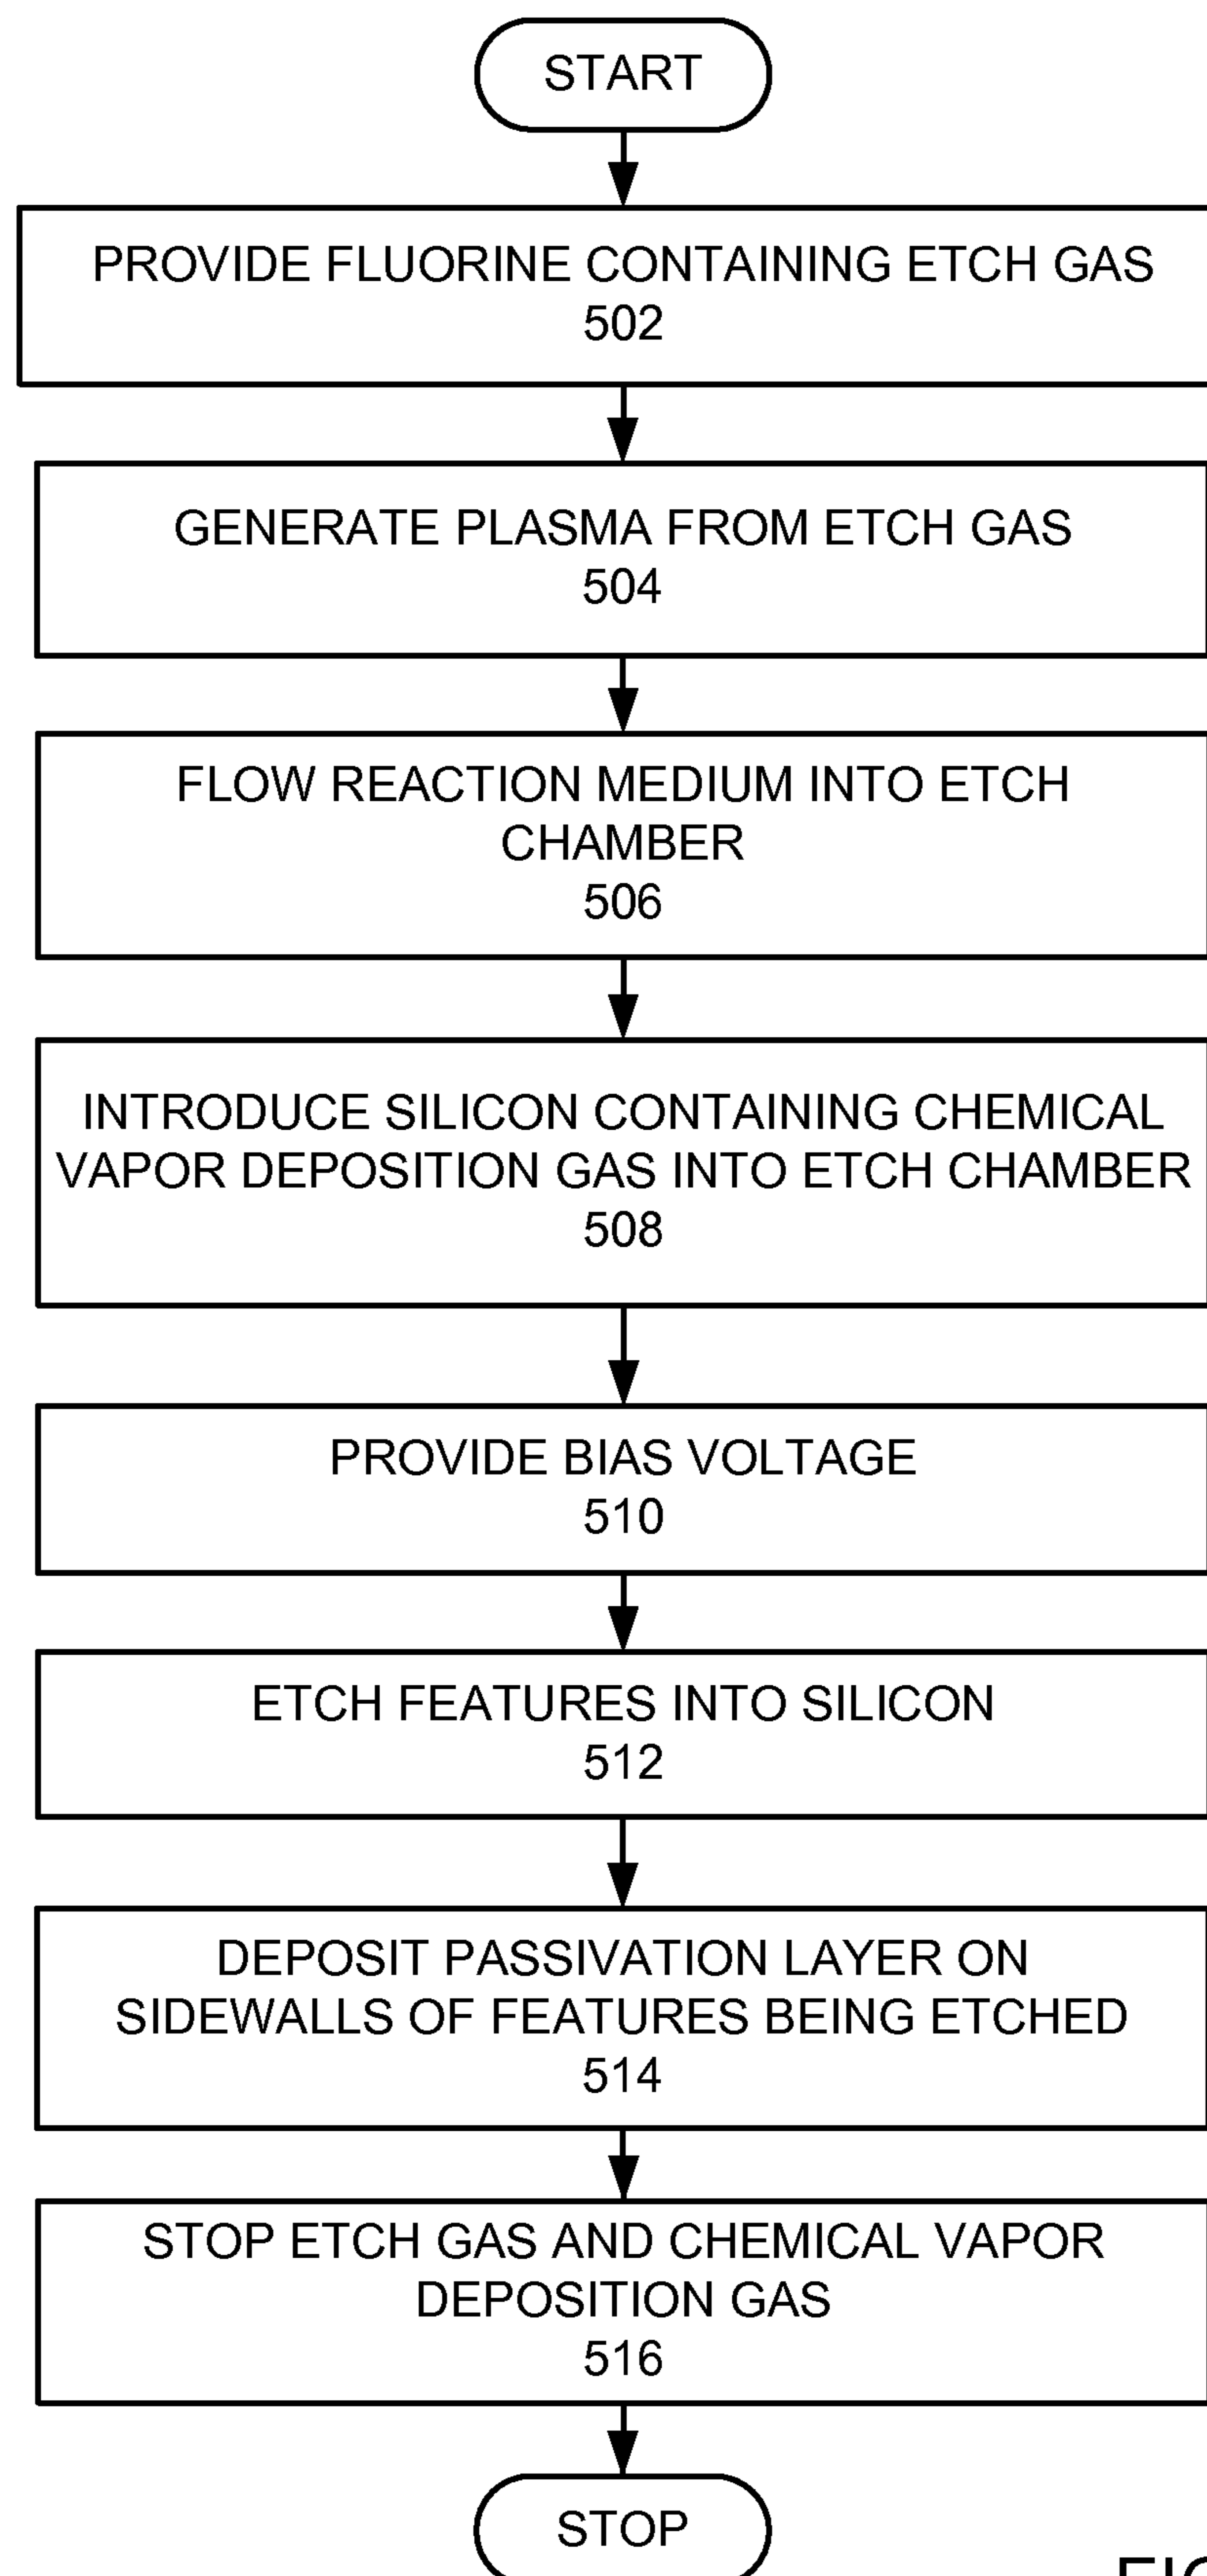 START
PROVIDE FLUORINE CONTAINING ETCH GAS
502
GENERATE PLASMA FROM ETCH GAS
504
FLOW REACTION MEDIUM INTO ETCH
CHAMBER
506
INTRODUCE SILICON CONTAINING CHEMICAL
VAPOR DEPOSITION GAS INTO ETCH CHAMBER
508
PROVIDE BIAS VOLTAGE
510
ETCH FEATURES INTO SILICON
512
DEPOSIT PASSIVATION LAYER ON
SIDEWALLS OF FEATURES BEING ETCHED
514
STOP ETCH GAS AND CHEMICAL VAPOR
DEPOSITION GAS
516
STOP